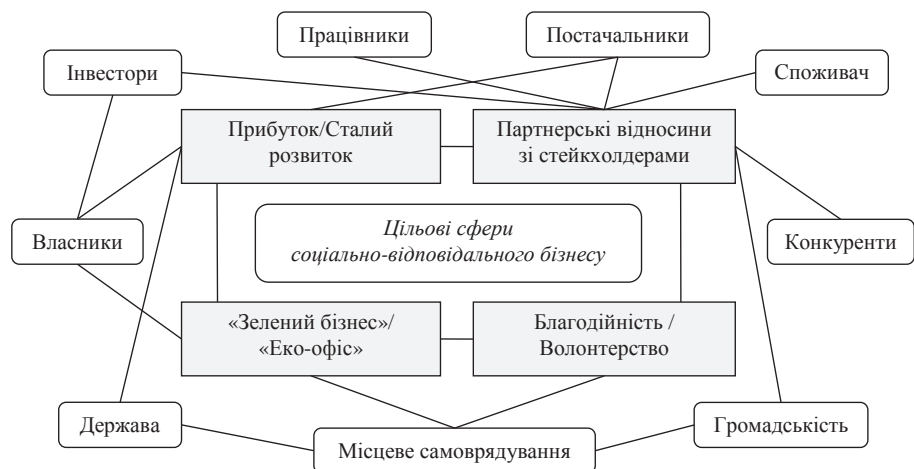 Працівники
Постачальники
Інвестори
Споживач
Прибуток/Сталий
розвиток
Партнерські відносини
зі стейкхолдерами
Власники
Цільові сфери
соціально-відповідального бізнесу
Конкуренти
«Зелений бізнес»/
«Еко-офіс»
Благодійність /
Волонтерство
Держава
Громадськість
Місцеве самоврядування